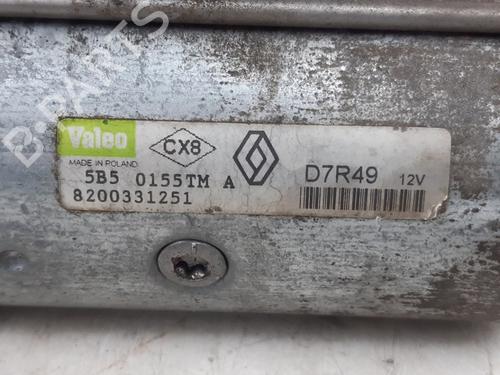 Valeo
CX8
MADE IN POLAND
5B5 0155TM A
8200331251
D7R49 12V
B-PARTS